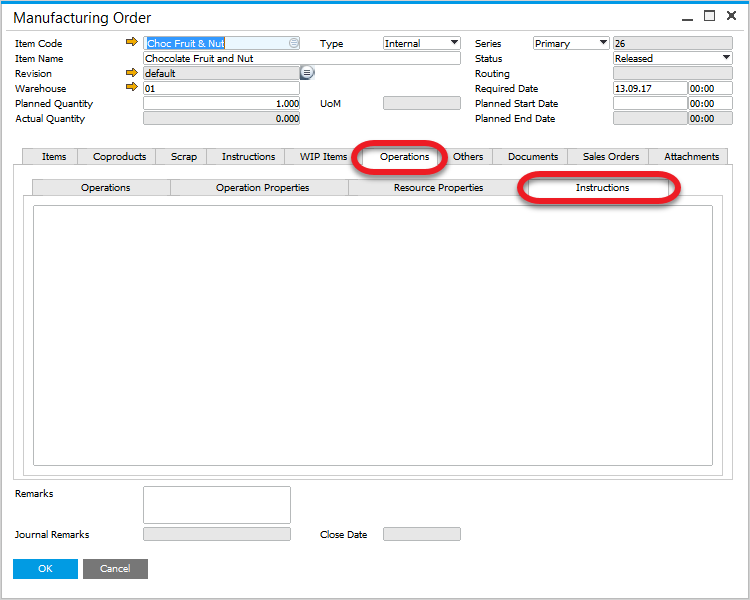 Manufacturing Order
Item Code Choc Fruit & Nut Type Internal Series Primary 26
Item Name Chocolate Fruit and Nut Status Released
Revision default Routing
Warehouse 01 Required Date 13.09.17 00:00
Planned Quantity 1.000 UoM Planned Start Date 00:00
Actual Quantity 0.000 Planned End Date 00:00
Items Coproducts Scrap Instructions WIP Items Operations Others Documents Sales Orders Attachments
Operations Operation Properties Resource Properties Instructions
Remarks
Journal Remarks Close Date
OK Cancel